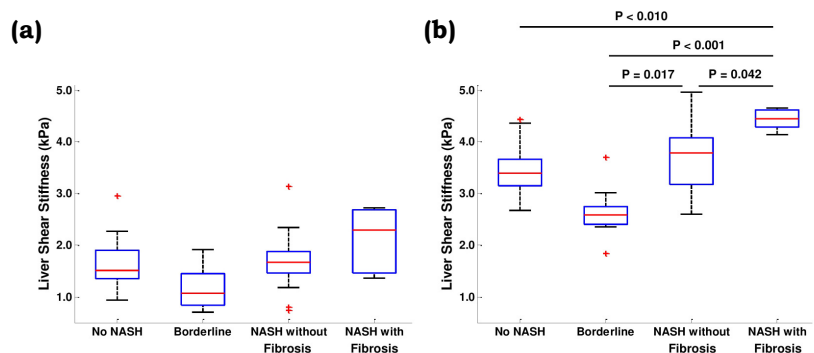 (a)
Liver Shear Stiffness (kPa)
5.0
4.0
3.0
2.0
1.0
No NASH
Borderline
NASH without
Fibrosis
NASH with
Fibrosis
(b)
P < 0.010
P < 0.001
P = 0.017
P = 0.042
Liver Shear Stiffness (kPa)
5.0
4.0
3.0
2.0
1.0
No NASH
Borderline
NASH without
Fibrosis
NASH with
Fibrosis